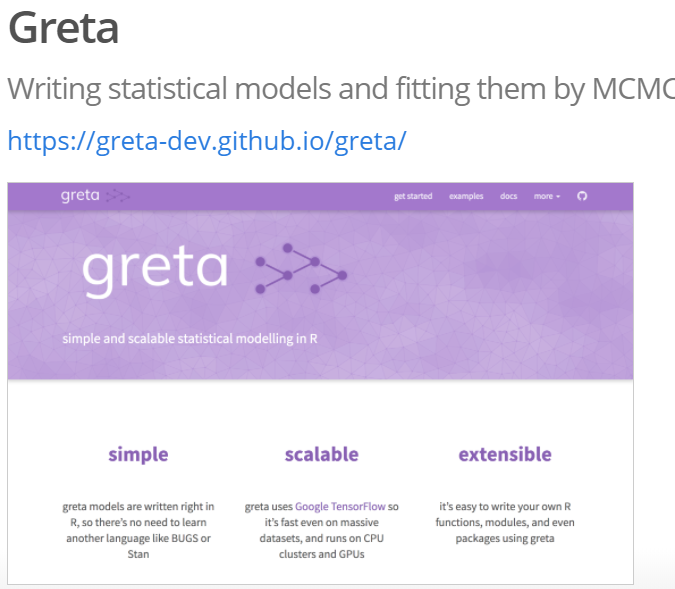 Greta
Writing statistical models and fitting them by MCMC
https://greta-dev.github.io/greta/
greta
get started examples docs more
greta
simple and scalable statistical modelling in R
simple
greta models are written right in
R, so there's no need to learn
another language like BUGS or
Stan
scalable
greta uses Google TensorFlow so
it's fast even on massive
datasets, and runs on CPU
clusters and GPUs
extensible
it's easy to write your own R
functions, modules, and even
packages using greta